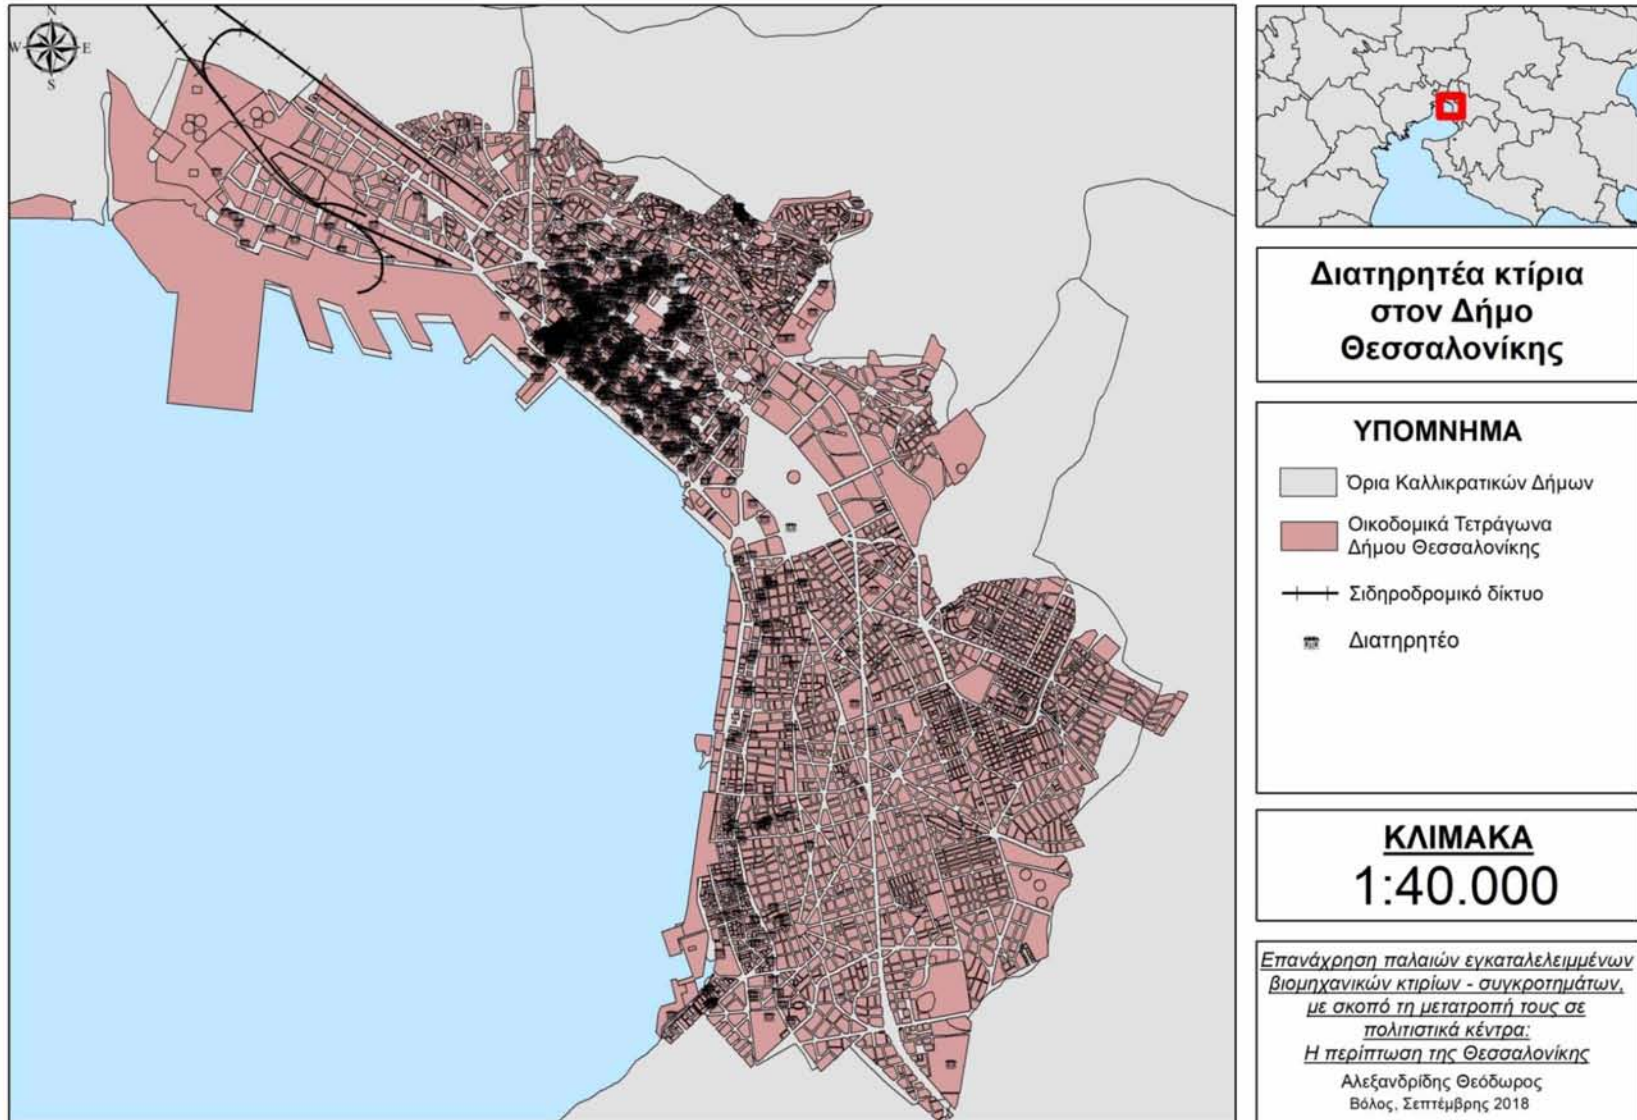 N
W
E
S
Διατηρητέα κτίρια
στον Δήμο
Θεσσαλονίκης
ΥΠΟΜΝΗΜΑ
Όρια Καλλικρατικών Δήμων
Οικοδομικά Τετράγωνα
Δήμου Θεσσαλονίκης
Σιδηροδρομικό δίκτυο
Διατηρητέο
ΚΛΙΜΑΚΑ
1:40.000
Επανάχρηση παλαιών εγκαταλελειμμένων
βιομηχανικών κτιρίων - συγκροτημάτων,
με σκοπό τη μετατροπή τους σε
πολιτιστικά κέντρα:
Η περίπτωση της Θεσσαλονίκης
Αλεξανδρίδης Θεόδωρος
Βόλος, Σεπτέμβρης 2018